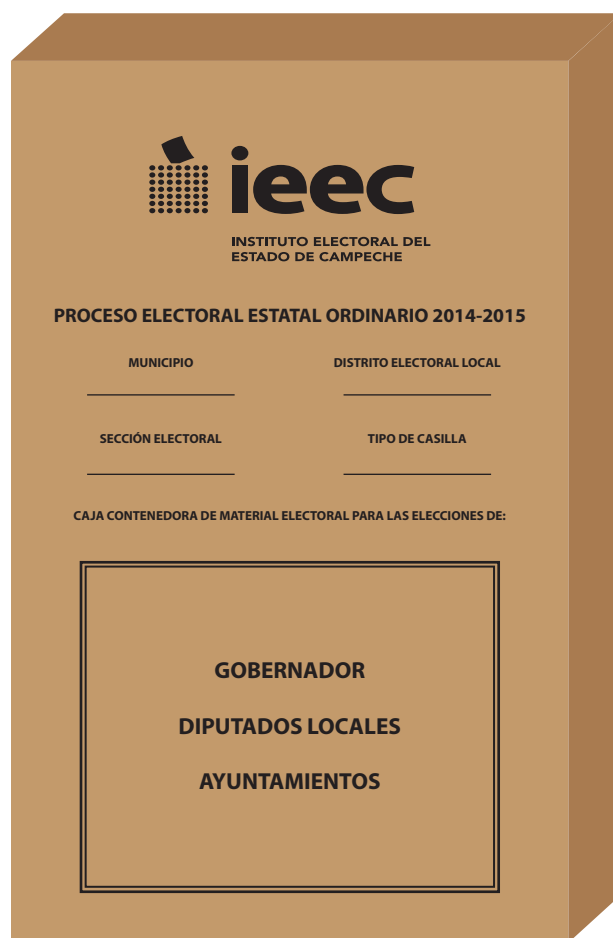 ieec
INSTITUTO ELECTORAL DEL
ESTADO DE CAMPECHE
PROCESO ELECTORAL ESTATAL ORDINARIO 2014-2015
MUNICIPIO
DISTRITO ELECTORAL LOCAL
SECCIÓN ELECTORAL
TIPO DE CASILLA
CAJA CONTENEDORA DE MATERIAL ELECTORAL PARA LAS ELECCIONES DE:
GOBERNADOR
DIPUTADOS LOCALES
AYUNTAMIENTOS